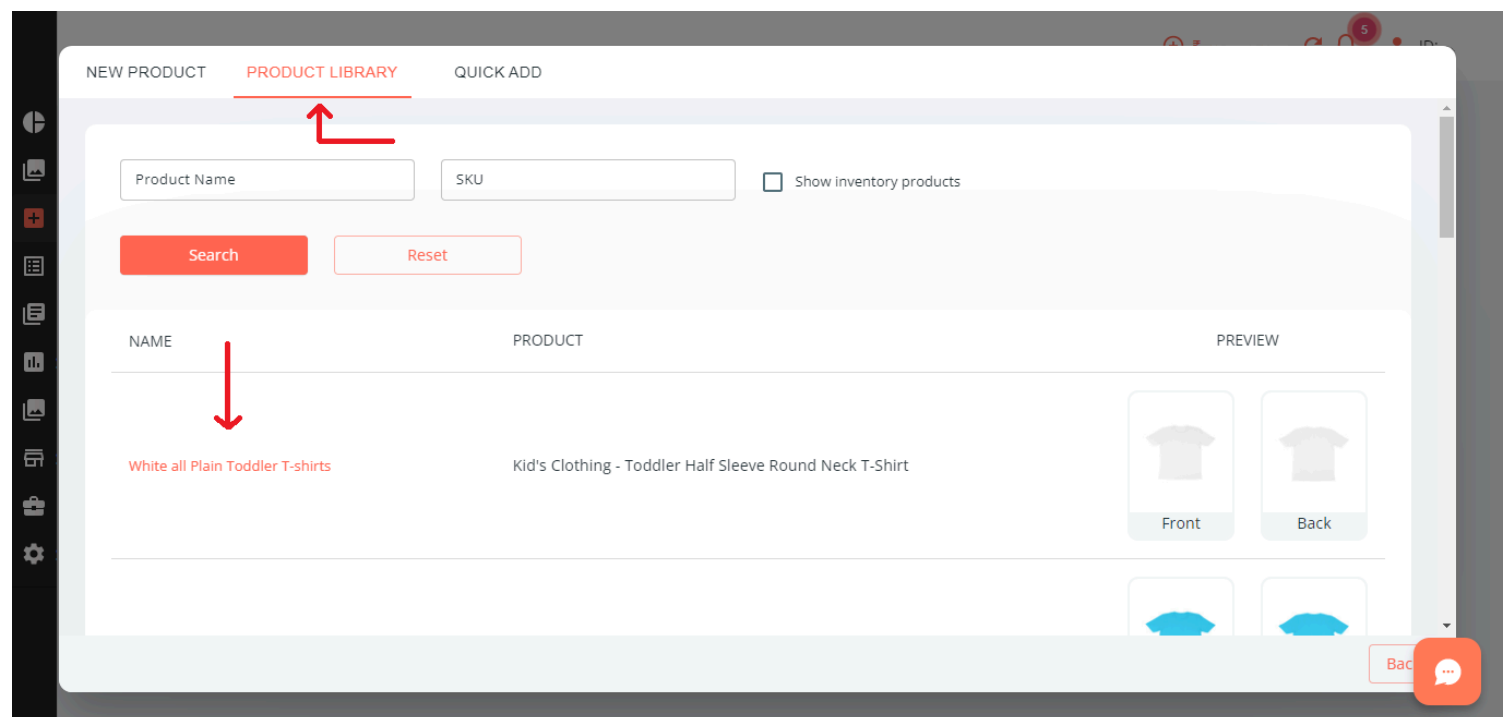 5
NEW PRODUCT PRODUCT LIBRARY QUICK ADD
Product Name SKU Show inventory products
Search Reset
NAME PRODUCT PREVIEW
White all Plain Toddler T-shirts Kid's Clothing - Toddler Half Sleeve Round Neck T-Shirt
Front Back